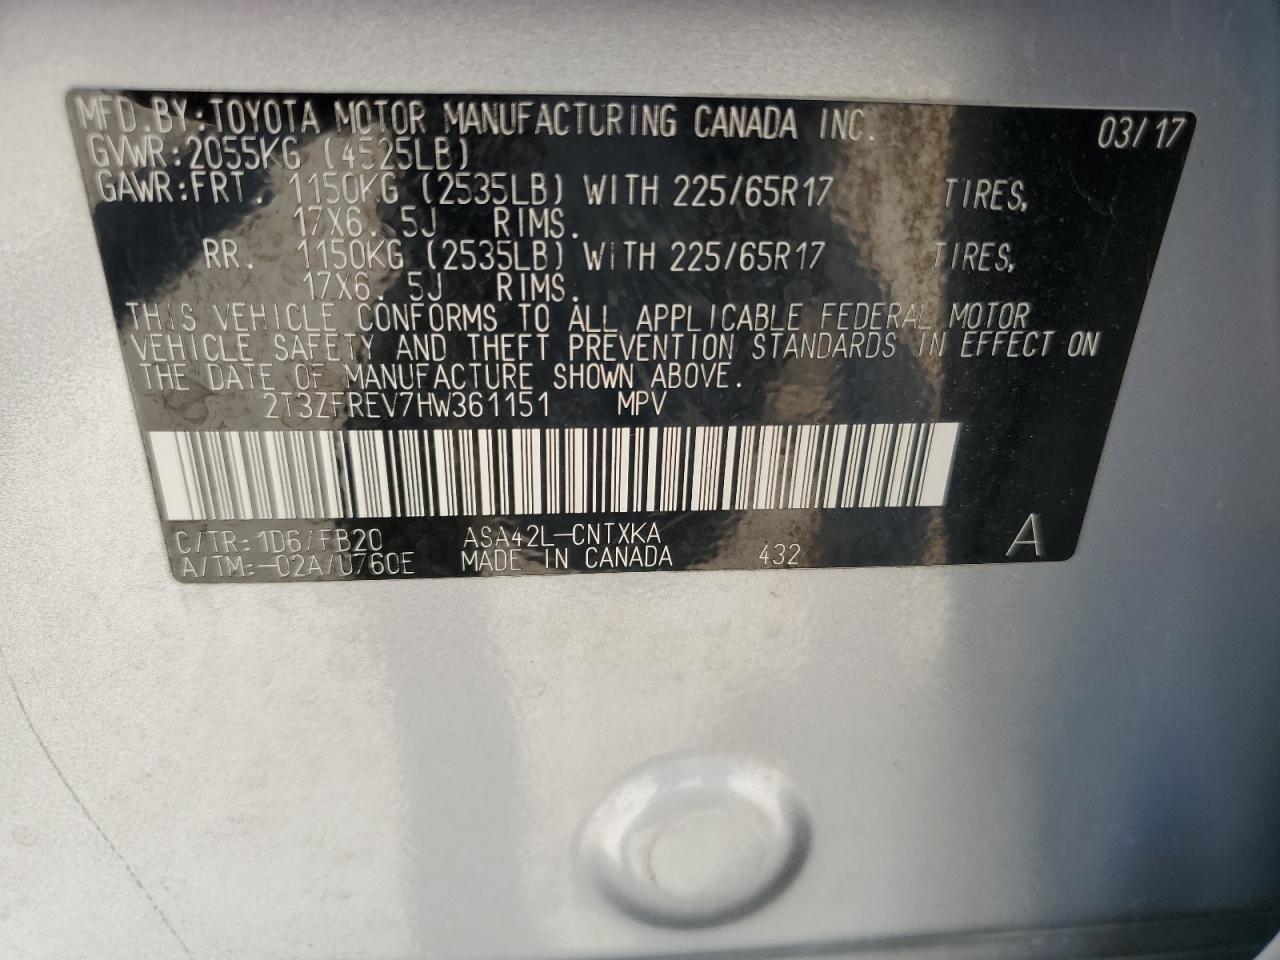 MFD.BY:TOYOTA MOTOR MANUFACTURING CANADA INC. 03/17
GVWR:2055KG (4525LB)
GAWR:FRT. 1150KG (2535LB) WITH 225/65R17 TIRES,
17X6.5J RIMS.
RR. 1150KG (2535LB) WITH 225/65R17 TIRES,
17X6.5J RIMS.
THIS VEHICLE CONFORMS TO ALL APPLICABLE FEDERAL MOTOR
VEHICLE SAFETY AND THEFT PREVENTION STANDARDS IN EFFECT ON
THE DATE OF MANUFACTURE SHOWN ABOVE.
2T3ZFREV7HW361151 MPV
C/TR:1D6/FB20 ASA42L-CNTXKA
A/TM:-02A/U760E MADE IN CANADA 432 A